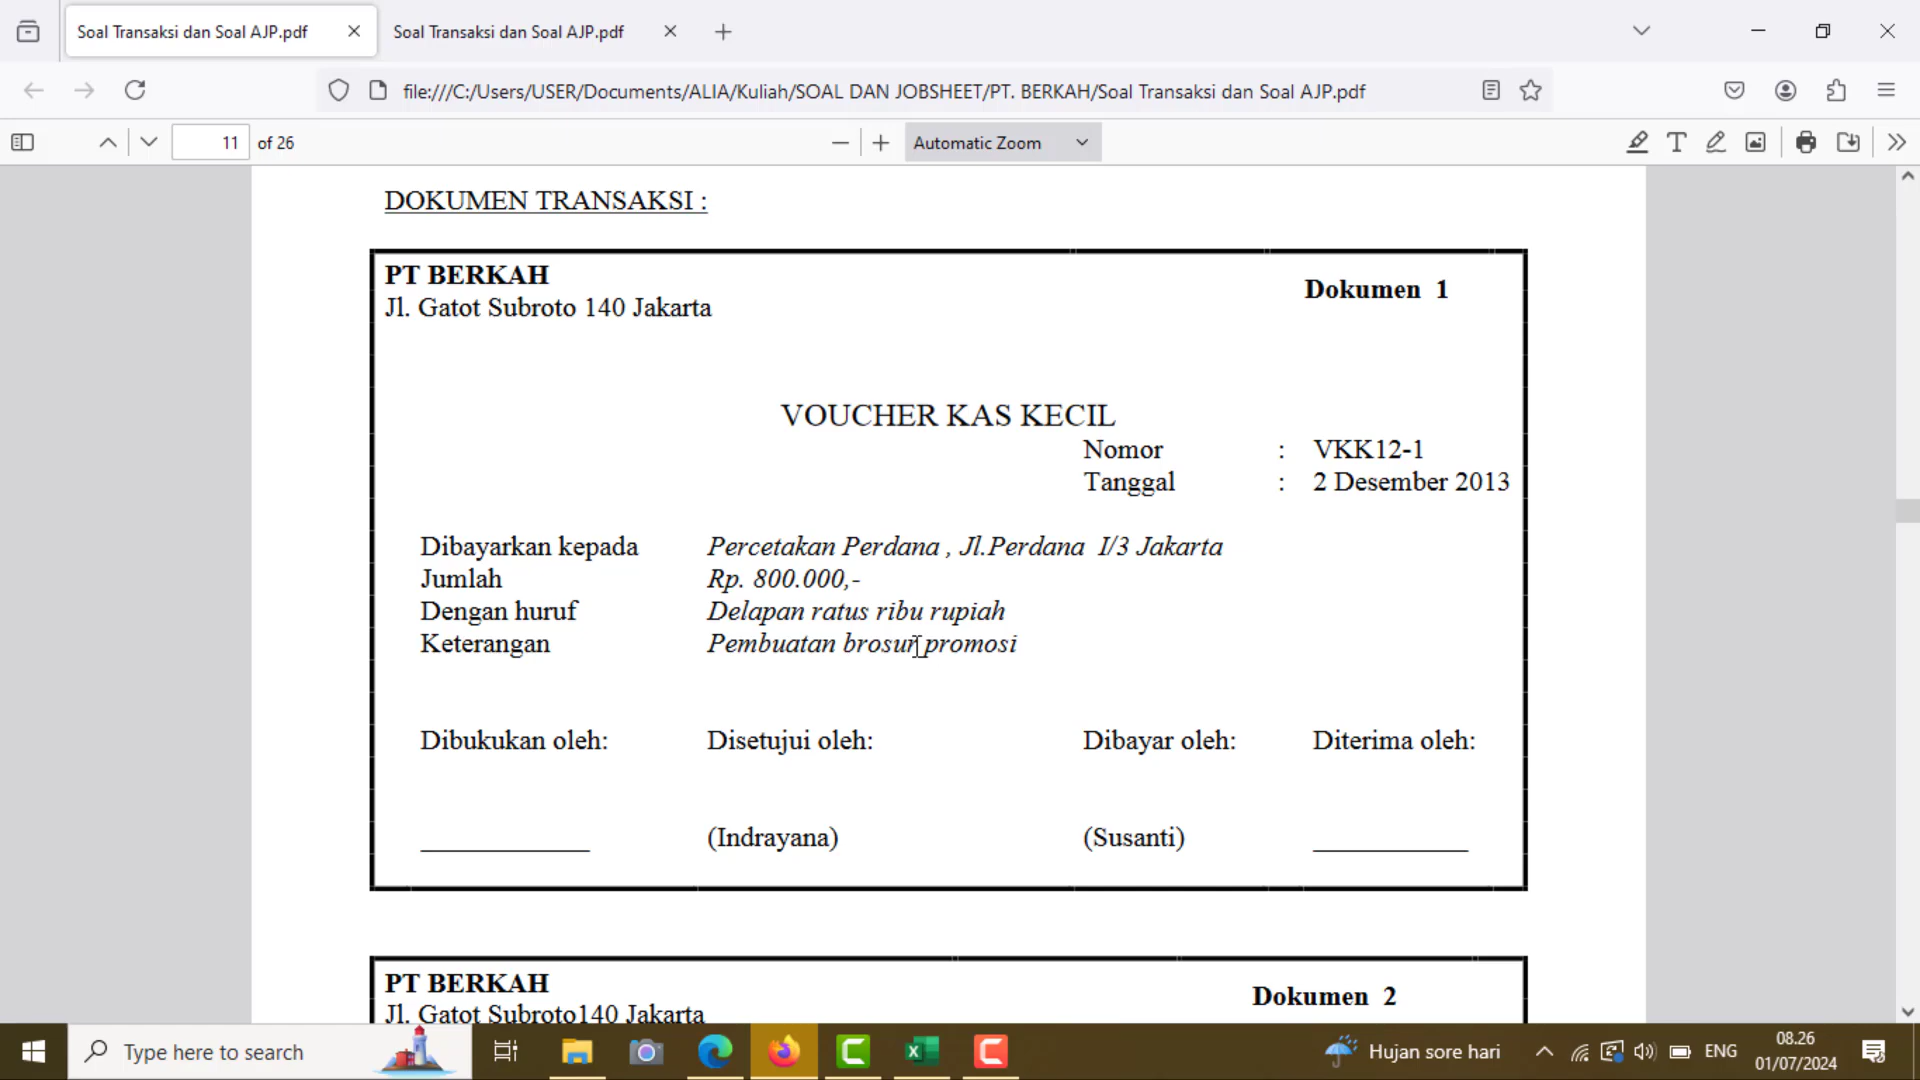 Soal Transaksi dan Soal AJP.pdf
Soal Transaksi dan Soal AJP.pdf
file:///C:/Users/USER/Documents/ALIA/Kuliah/SOAL DAN JOBSHEET/PT. BERKAH/Soal Transaksi dan Soal AJP.pdf
11 of 26
Automatic Zoom
DOKUMEN TRANSAKSI :
PT BERKAH
Dokumen 1
Jl. Gatot Subroto 140 Jakarta
VOUCHER KAS KECIL
Nomor : VKK12-1
Tanggal : 2 Desember 2013
Dibayarkan kepada Percetakan Perdana , Jl.Perdana I/3 Jakarta
Jumlah Rp. 800.000,-
Dengan huruf Delapan ratus ribu rupiah
Keterangan Pembuatan brosur promosi
Dibukukan oleh: Disetujui oleh: Dibayar oleh: Diterima oleh:
(Indrayana) (Susanti)
PT BERKAH
Dokumen 2
Jl. Gatot Subroto140 Jakarta
Type here to search
Hujan sore hari
ENG
08.26
01/07/2024